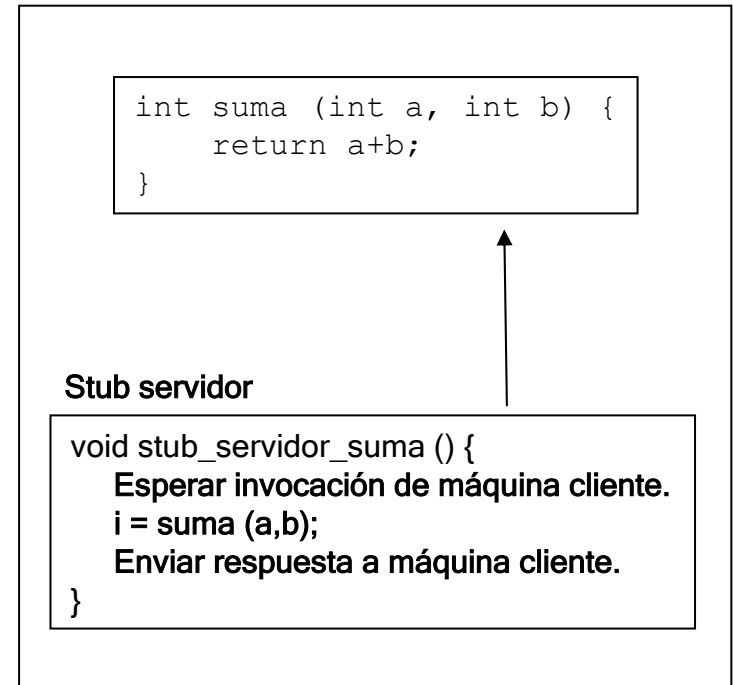 int suma (int a, int b) {
return a+b;
}
Stub servidor
void stub_servidor_suma () {
Esperar invocación de máquina cliente.
i = suma (a,b);
Enviar respuesta a máquina cliente.
}